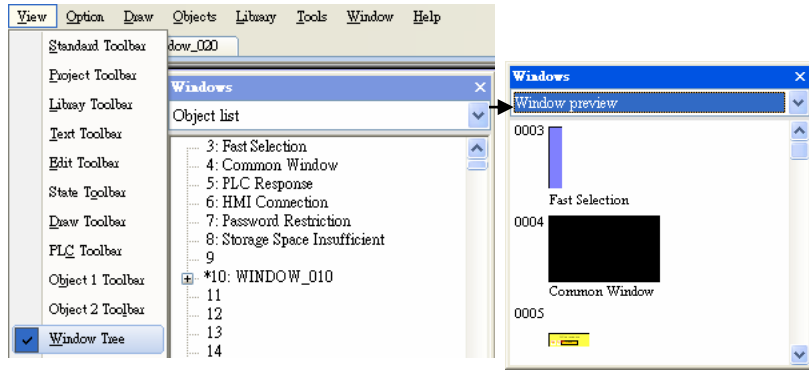 View Option Draw Objects Library Tools Window Help
Standard Toolbar
Project Toolbar
Library Toolbar
Text Toolbar
Edit Toolbar
State Toolbar
Draw Toolbar
PLC Toolbar
Object 1 Toolbar
Object 2 Toolbar
Window Tree
dow_020
Windows
Object list
3: Fast Selection
4: Common Window
5: PLC Response
6: HMI Connection
7: Password Restriction
8: Storage Space Insufficient
9
*10: WINDOW_010
11
12
13
14
Windows
Window preview
0003
Fast Selection
0004
Common Window
0005